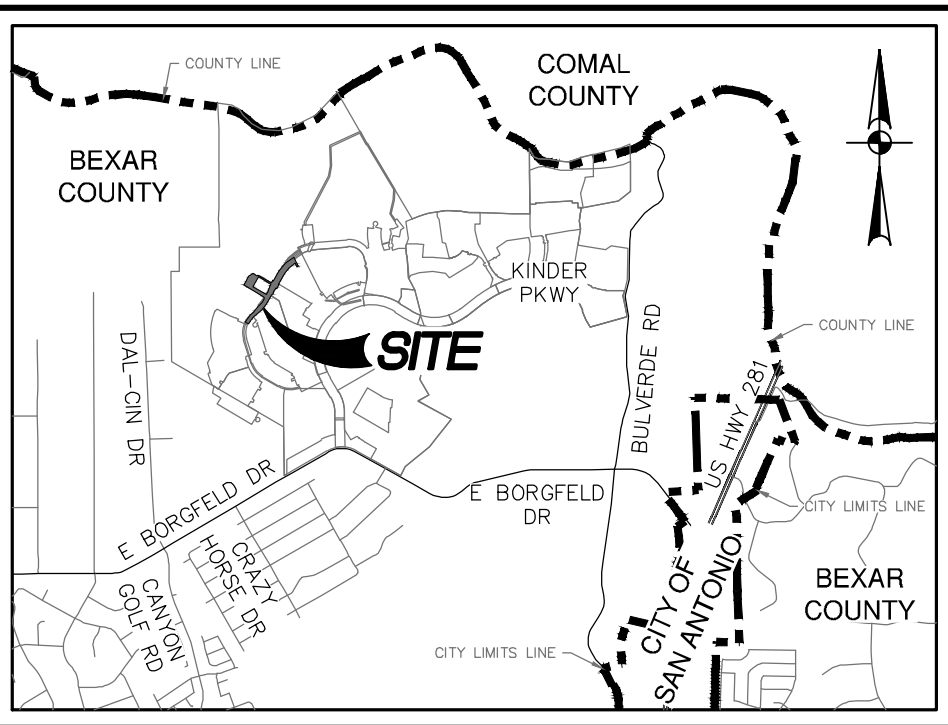 COUNTY LINE
COMAL
COUNTY
BEXAR
COUNTY
KINDER
PKWY
COUNTY LINE
DAL-CIN DR
SITE
BULVERDE RD
US HWY 281
E BORGFELD DR
E BORGFELD
DR
CITY LIMITS LINE
CRAZY
HORSE DR
CANYON
GOLF RD
CITY OF
SAN ANTONIO
BEXAR
COUNTY
CITY LIMITS LINE